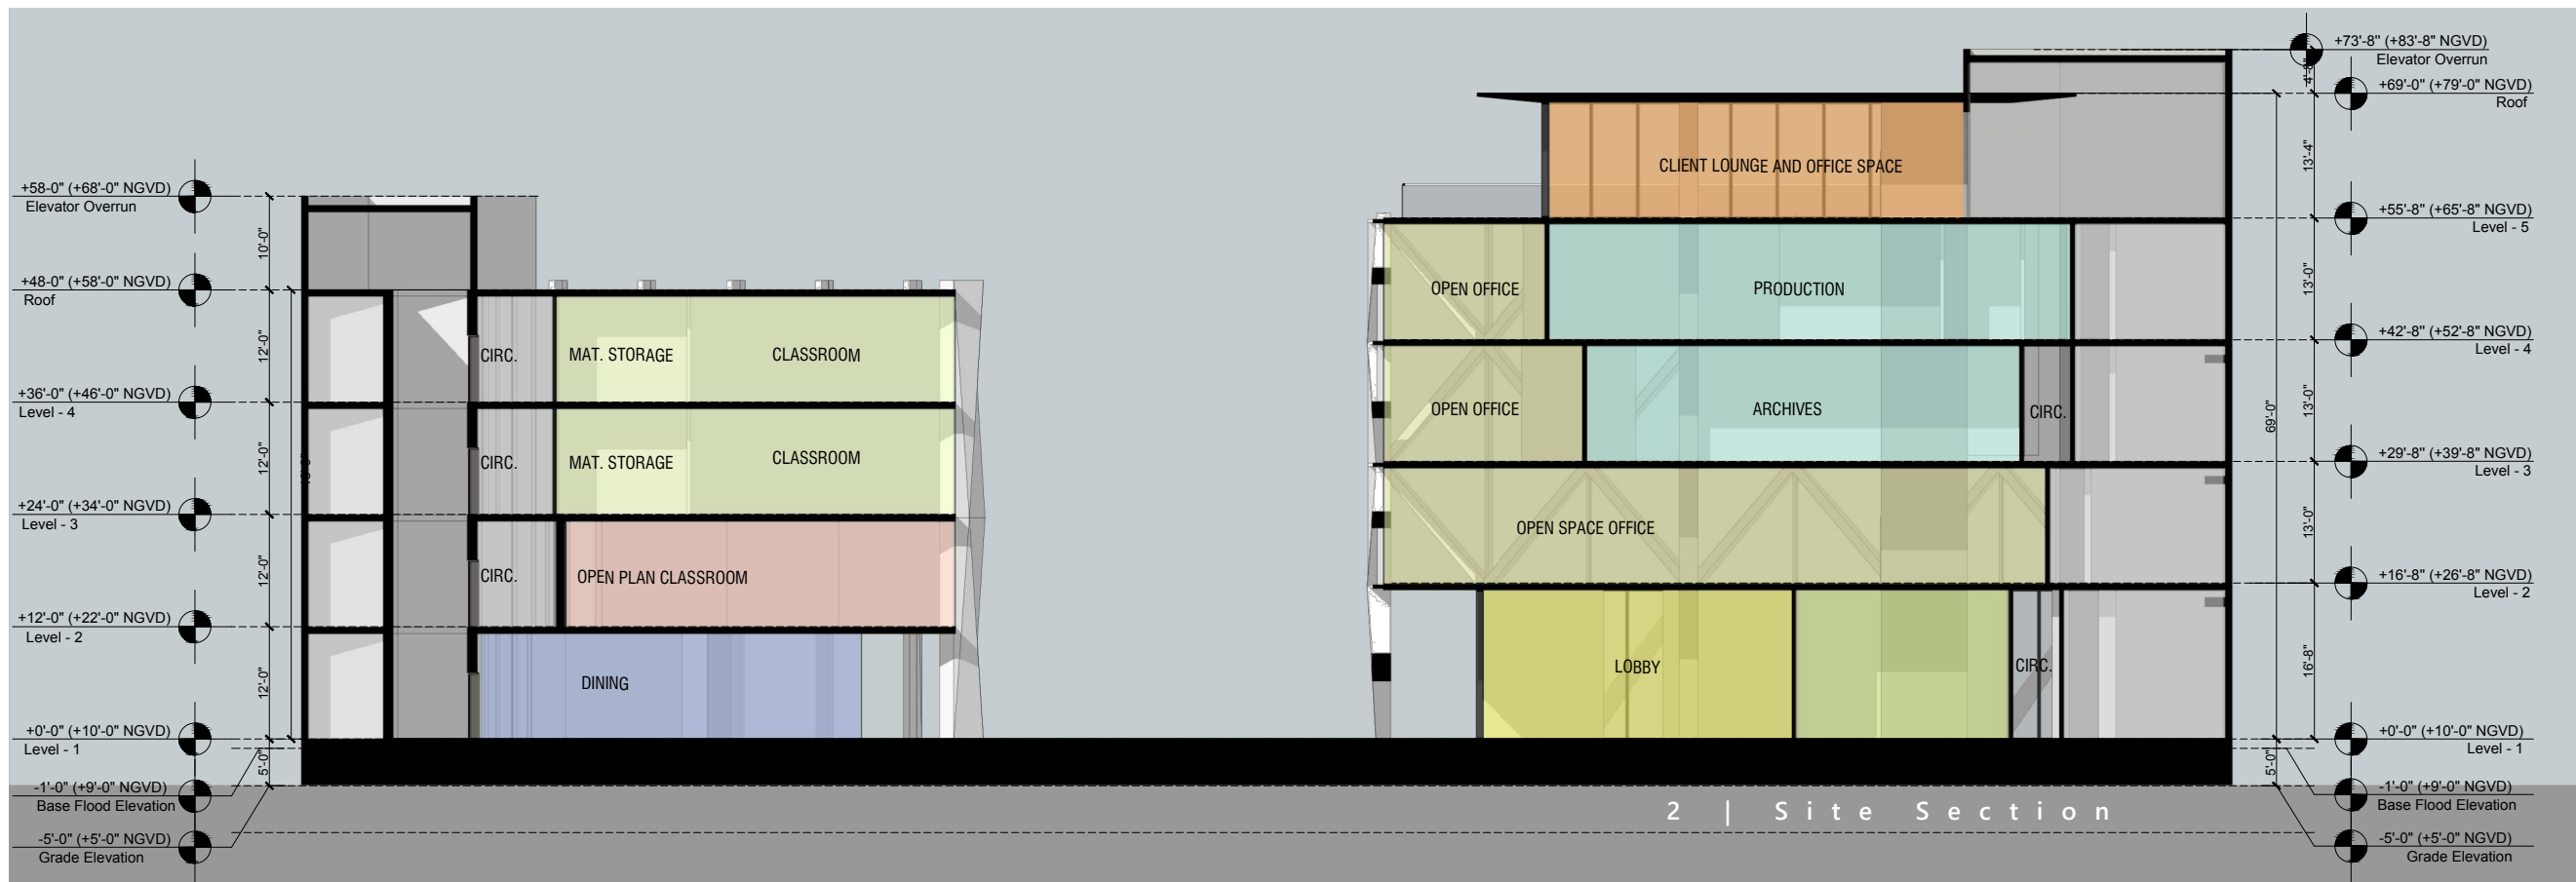 +73'-8" (+83'-8" NGVD)
Elevator Overrun
4'-8"
+69'-0" (+79'-0" NGVD)
Roof
13'-4"
CLIENT LOUNGE AND OFFICE SPACE
+58-0" (+68'-0" NGVD)
Elevator Overrun
10'-0"
+55'-8" (+65'-8" NGVD)
Level - 5
13'-0"
OPEN OFFICE
PRODUCTION
+48-0" (+58'-0" NGVD)
Roof
12'-0"
CIRC.
MAT. STORAGE
CLASSROOM
+42'-8" (+52'-8" NGVD)
Level - 4
13'-0"
69'-0"
OPEN OFFICE
ARCHIVES
CIRC.
+36'-0" (+46'-0" NGVD)
Level - 4
12'-0"
CIRC.
MAT. STORAGE
CLASSROOM
+29'-8" (+39'-8" NGVD)
Level - 3
13'-0"
OPEN SPACE OFFICE
+24'-0" (+34'-0" NGVD)
Level - 3
12'-0"
CIRC.
OPEN PLAN CLASSROOM
+16'-8" (+26'-8" NGVD)
Level - 2
16'-8"
LOBBY
CIRC.
+12'-0" (+22'-0" NGVD)
Level - 2
12'-0"
DINING
+0'-0" (+10'-0" NGVD)
Level - 1
5'-0"
-1'-0" (+9'-0" NGVD)
Base Flood Elevation
-5'-0" (+5'-0" NGVD)
Grade Elevation
+0'-0" (+10'-0" NGVD)
Level - 1
5'-0"
-1'-0" (+9'-0" NGVD)
Base Flood Elevation
-5'-0" (+5'-0" NGVD)
Grade Elevation
2 | Site Section